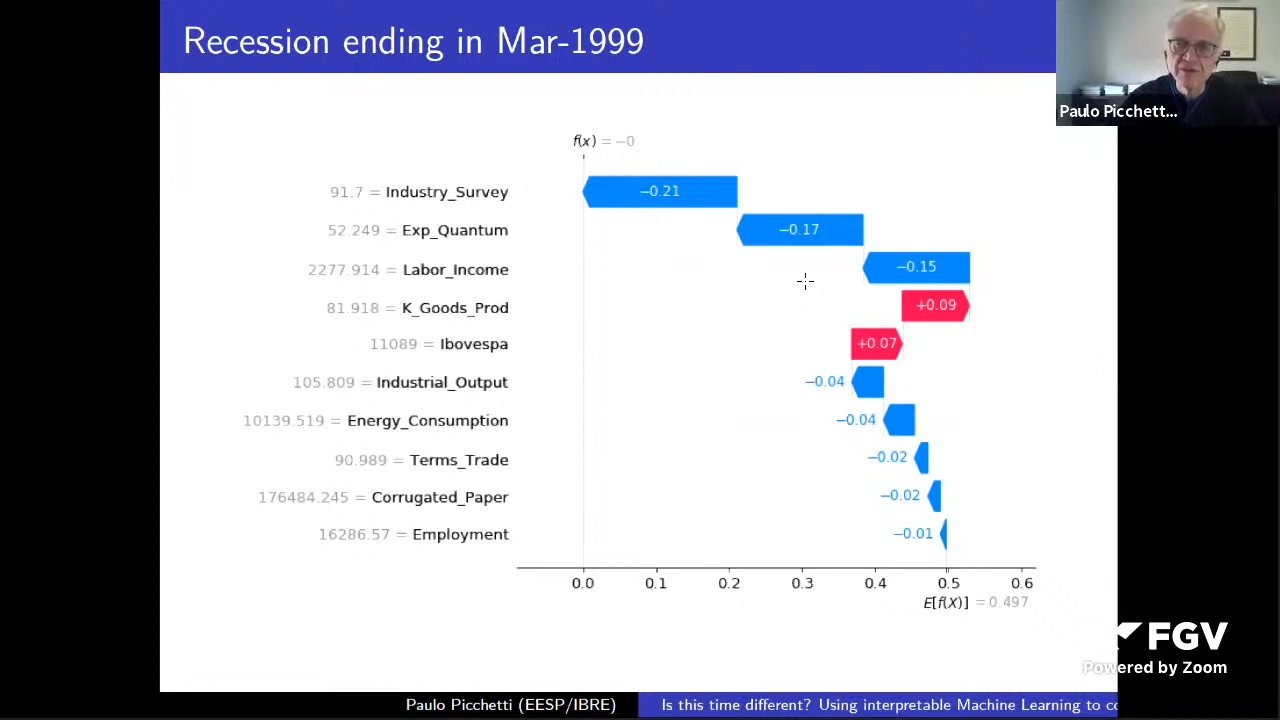 Recession ending in Mar-1999
Paulo Picchett...
f(x) = −0
91.7 = Industry_Survey
−0.21
52.249 = Exp_Quantum
−0.17
2277.914 = Labor_Income
−0.15
81.918 = K_Goods_Prod
+0.09
11089 = Ibovespa
+0.07
105.809 = Industrial_Output
−0.04
10139.519 = Energy_Consumption
−0.04
90.989 = Terms_Trade
−0.02
176484.245 = Corrugated_Paper
−0.02
16286.57 = Employment
−0.01
0.0 0.1 0.2 0.3 0.4 0.5 0.6
E[f(X)] = 0.497
FGV
Powered by Zoom
Paulo Picchetti (EESP/IBRE)
Is this time different? Using interpretable Machine Learning to co